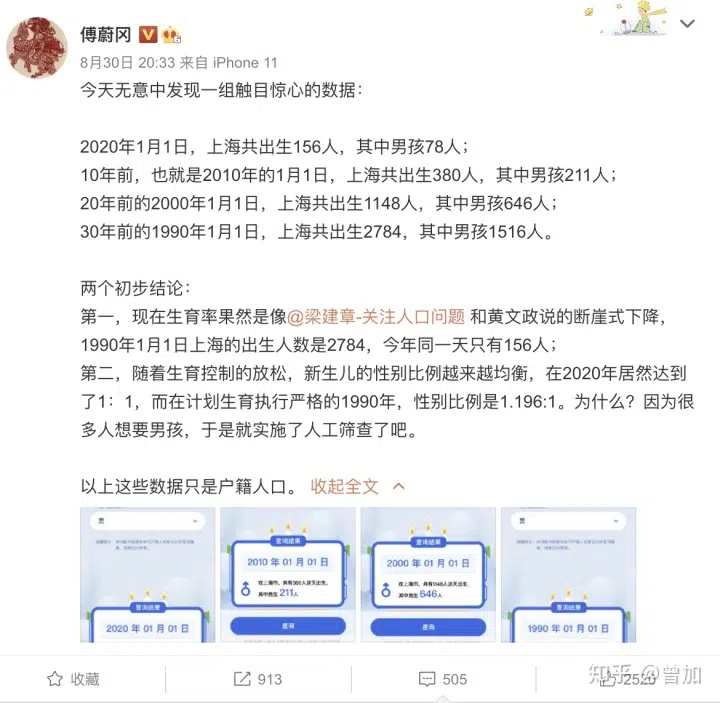 傅蔚冈
8月30日 20:33 来自 iPhone 11
今天无意中发现一组触目惊心的数据：
2020年1月1日，上海共出生156人，其中男孩78人；
10年前，也就是2010年的1月1日，上海共出生380人，其中男孩211人；
20年前的2000年1月1日，上海共出生1148人，其中男孩646人；
30年前的1990年1月1日，上海共出生2784，其中男孩1516人。
两个初步结论：
第一，现在生育率果然是像@梁建章-关注人口问题 和黄文政说的断崖式下降，
1990年1月1日上海的出生人数是2784，今年同一天只有156人；
第二，随着生育控制的放松，新生儿的性别比例越来越均衡，在2020年居然达到
了1：1，而在计划生育执行严格的1990年，性别比例是1.196:1。为什么？因为很
多人想要男孩，于是就实施了人工筛查了吧。
以上这些数据只是户籍人口。 收起全文
男
查询结果
2020 年 01 月 01 日
查询结果
2010 年 01 月 01 日
在上海市，共有380人这天出生。
其中男生 211人
查询
查询结果
2000 年 01 月 01 日
在上海市，共有1148人这天出生。
其中男生 646人
查询
男
查询结果
1990 年 01 月 01 日
收藏
913
505
2520
知乎 @曾加